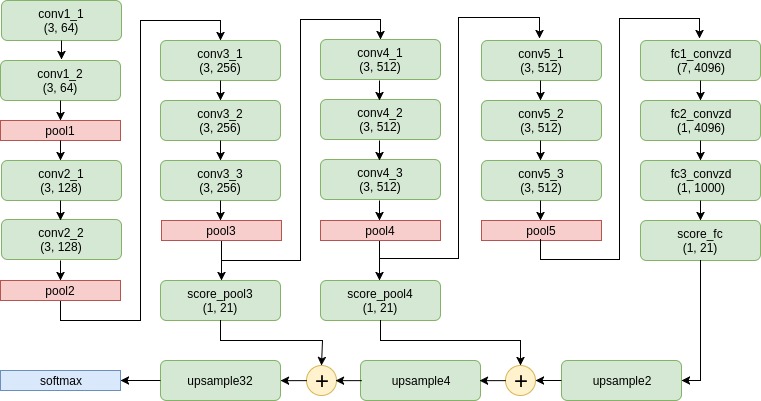 conv1_1
(3, 64)
conv1_2
(3, 64)
pool1
conv2_1
(3, 128)
conv2_2
(3, 128)
pool2
conv3_1
(3, 256)
conv3_2
(3, 256)
conv3_3
(3, 256)
pool3
score_pool3
(1, 21)
conv4_1
(3, 512)
conv4_2
(3, 512)
conv4_3
(3, 512)
pool4
score_pool4
(1, 21)
conv5_1
(3, 512)
conv5_2
(3, 512)
conv5_3
(3, 512)
pool5
fc1_convzd
(7, 4096)
fc2_convzd
(1, 4096)
fc3_convzd
(1, 1000)
score_fc
(1, 21)
upsample2
+
upsample4
+
upsample32
softmax